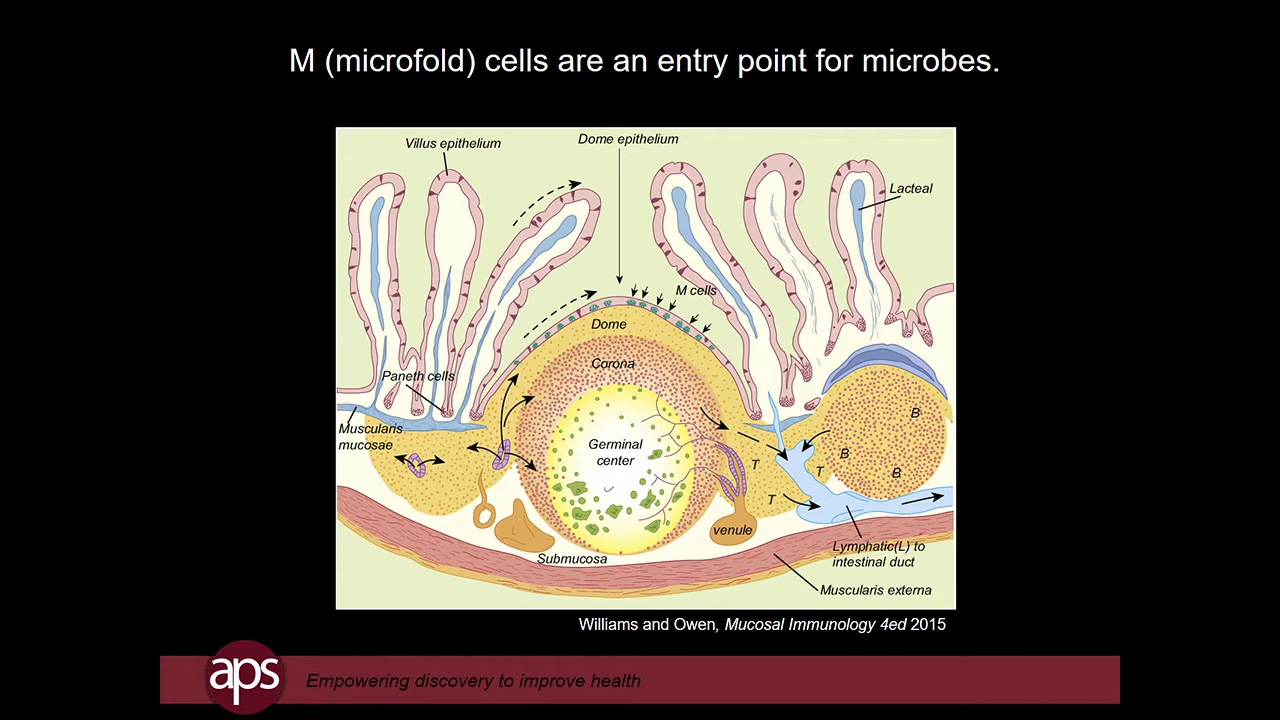 M (microfold) cells are an entry point for microbes.
Villus epithelium
Dome epithelium
Lacteal
M cells
Dome
Corona
Paneth cells
Muscularis
mucosae
Germinal
center
B
B
B
T
T
T
venule
Submucosa
Lymphatic(L) to
intestinal duct
Muscularis externa
Williams and Owen, Mucosal Immunology 4ed 2015
aps
Empowering discovery to improve health